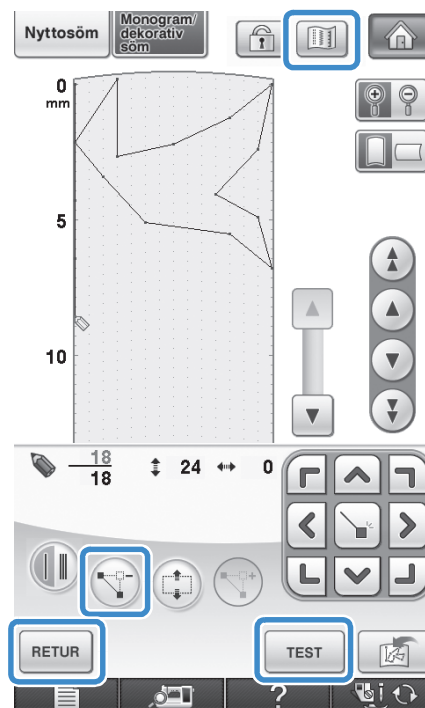 Nyttosöm
Monogram/
dekorativ
söm
0
mm
5
10
18
18
24
0
RETUR
TEST
?